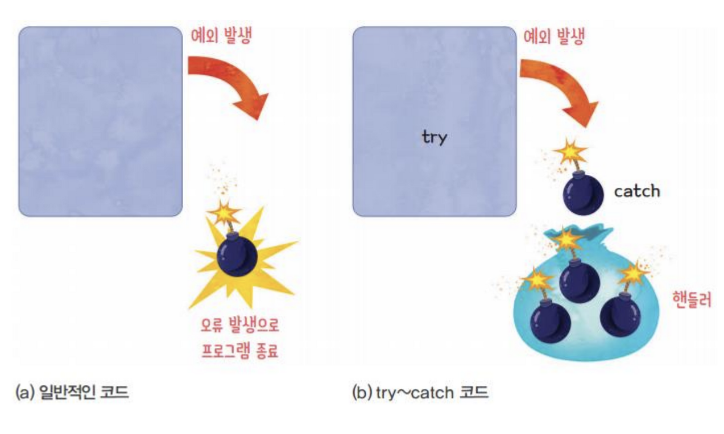 예외 발생
오류 발생으로
프로그램 종료
(a) 일반적인 코드
예외 발생
try
catch
핸들러
(b) try~catch 코드